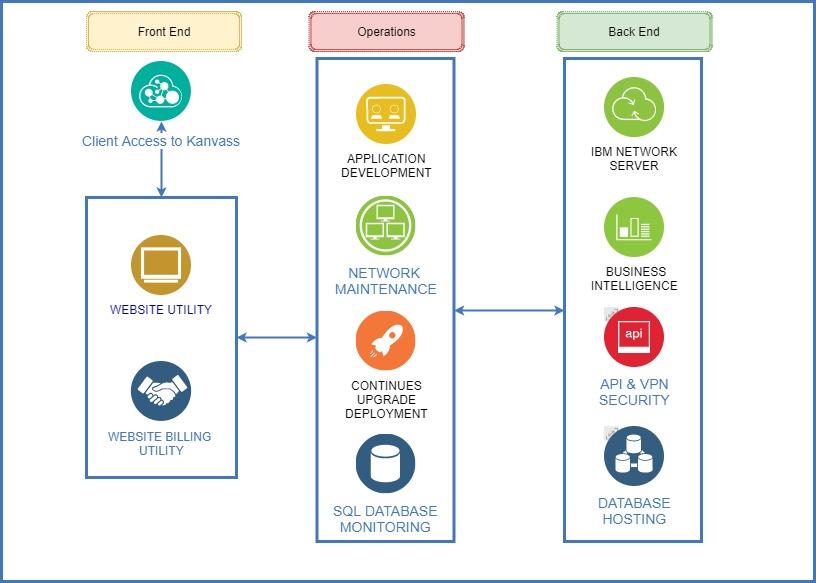 Front End
Client Access to Kanvass
WEBSITE UTILITY
WEBSITE BILLING
UTILITY
Operations
APPLICATION
DEVELOPMENT
NETWORK
MAINTENANCE
CONTINUES
UPGRADE
DEPLOYMENT
SQL DATABASE
MONITORING
Back End
IBM NETWORK
SERVER
BUSINESS
INTELLIGENCE
api
API & VPN
SECURITY
DATABASE
HOSTING